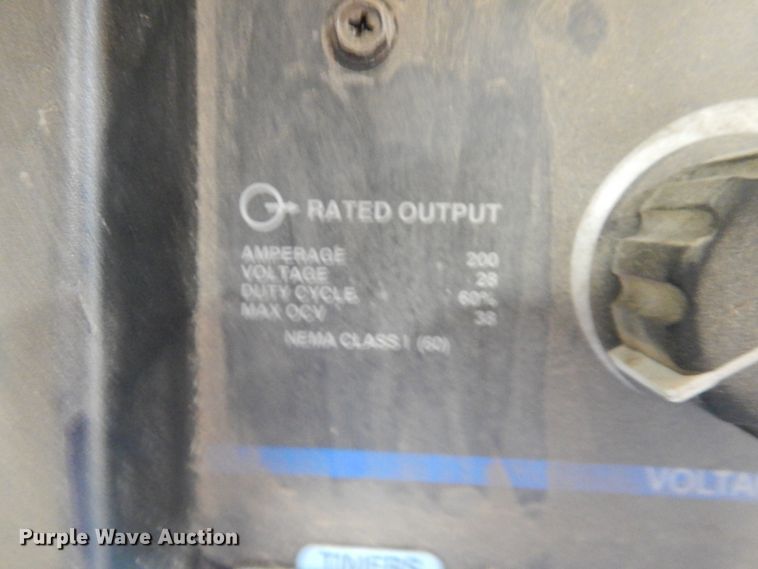 RATED OUTPUT
AMPERAGE 200
VOLTAGE 28
DUTY CYCLE 60%
MAX OCV 38
NEMA CLASS I (60)
VOLTA
TIMERS
Purple Wave Auction